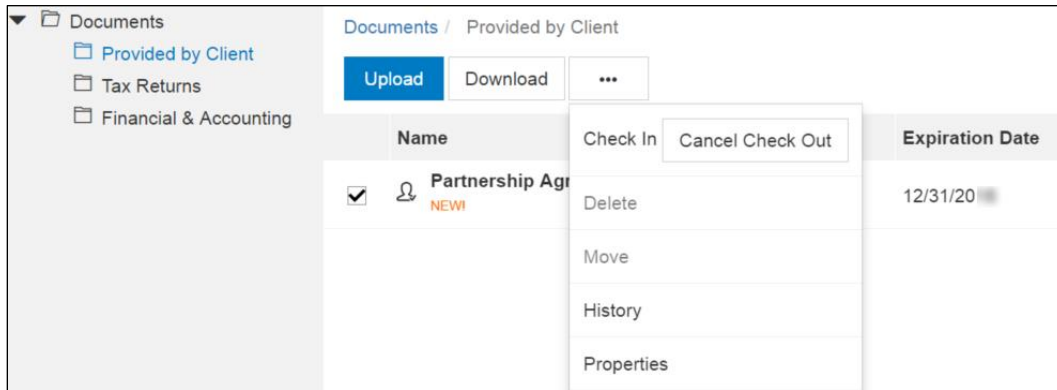 Documents
Provided by Client
Tax Returns
Financial & Accounting
Documents / Provided by Client
Upload Download •••
Name Expiration Date
Check In Cancel Check Out
Partnership
NEW!
12/31/20
Delete
Move
History
Properties